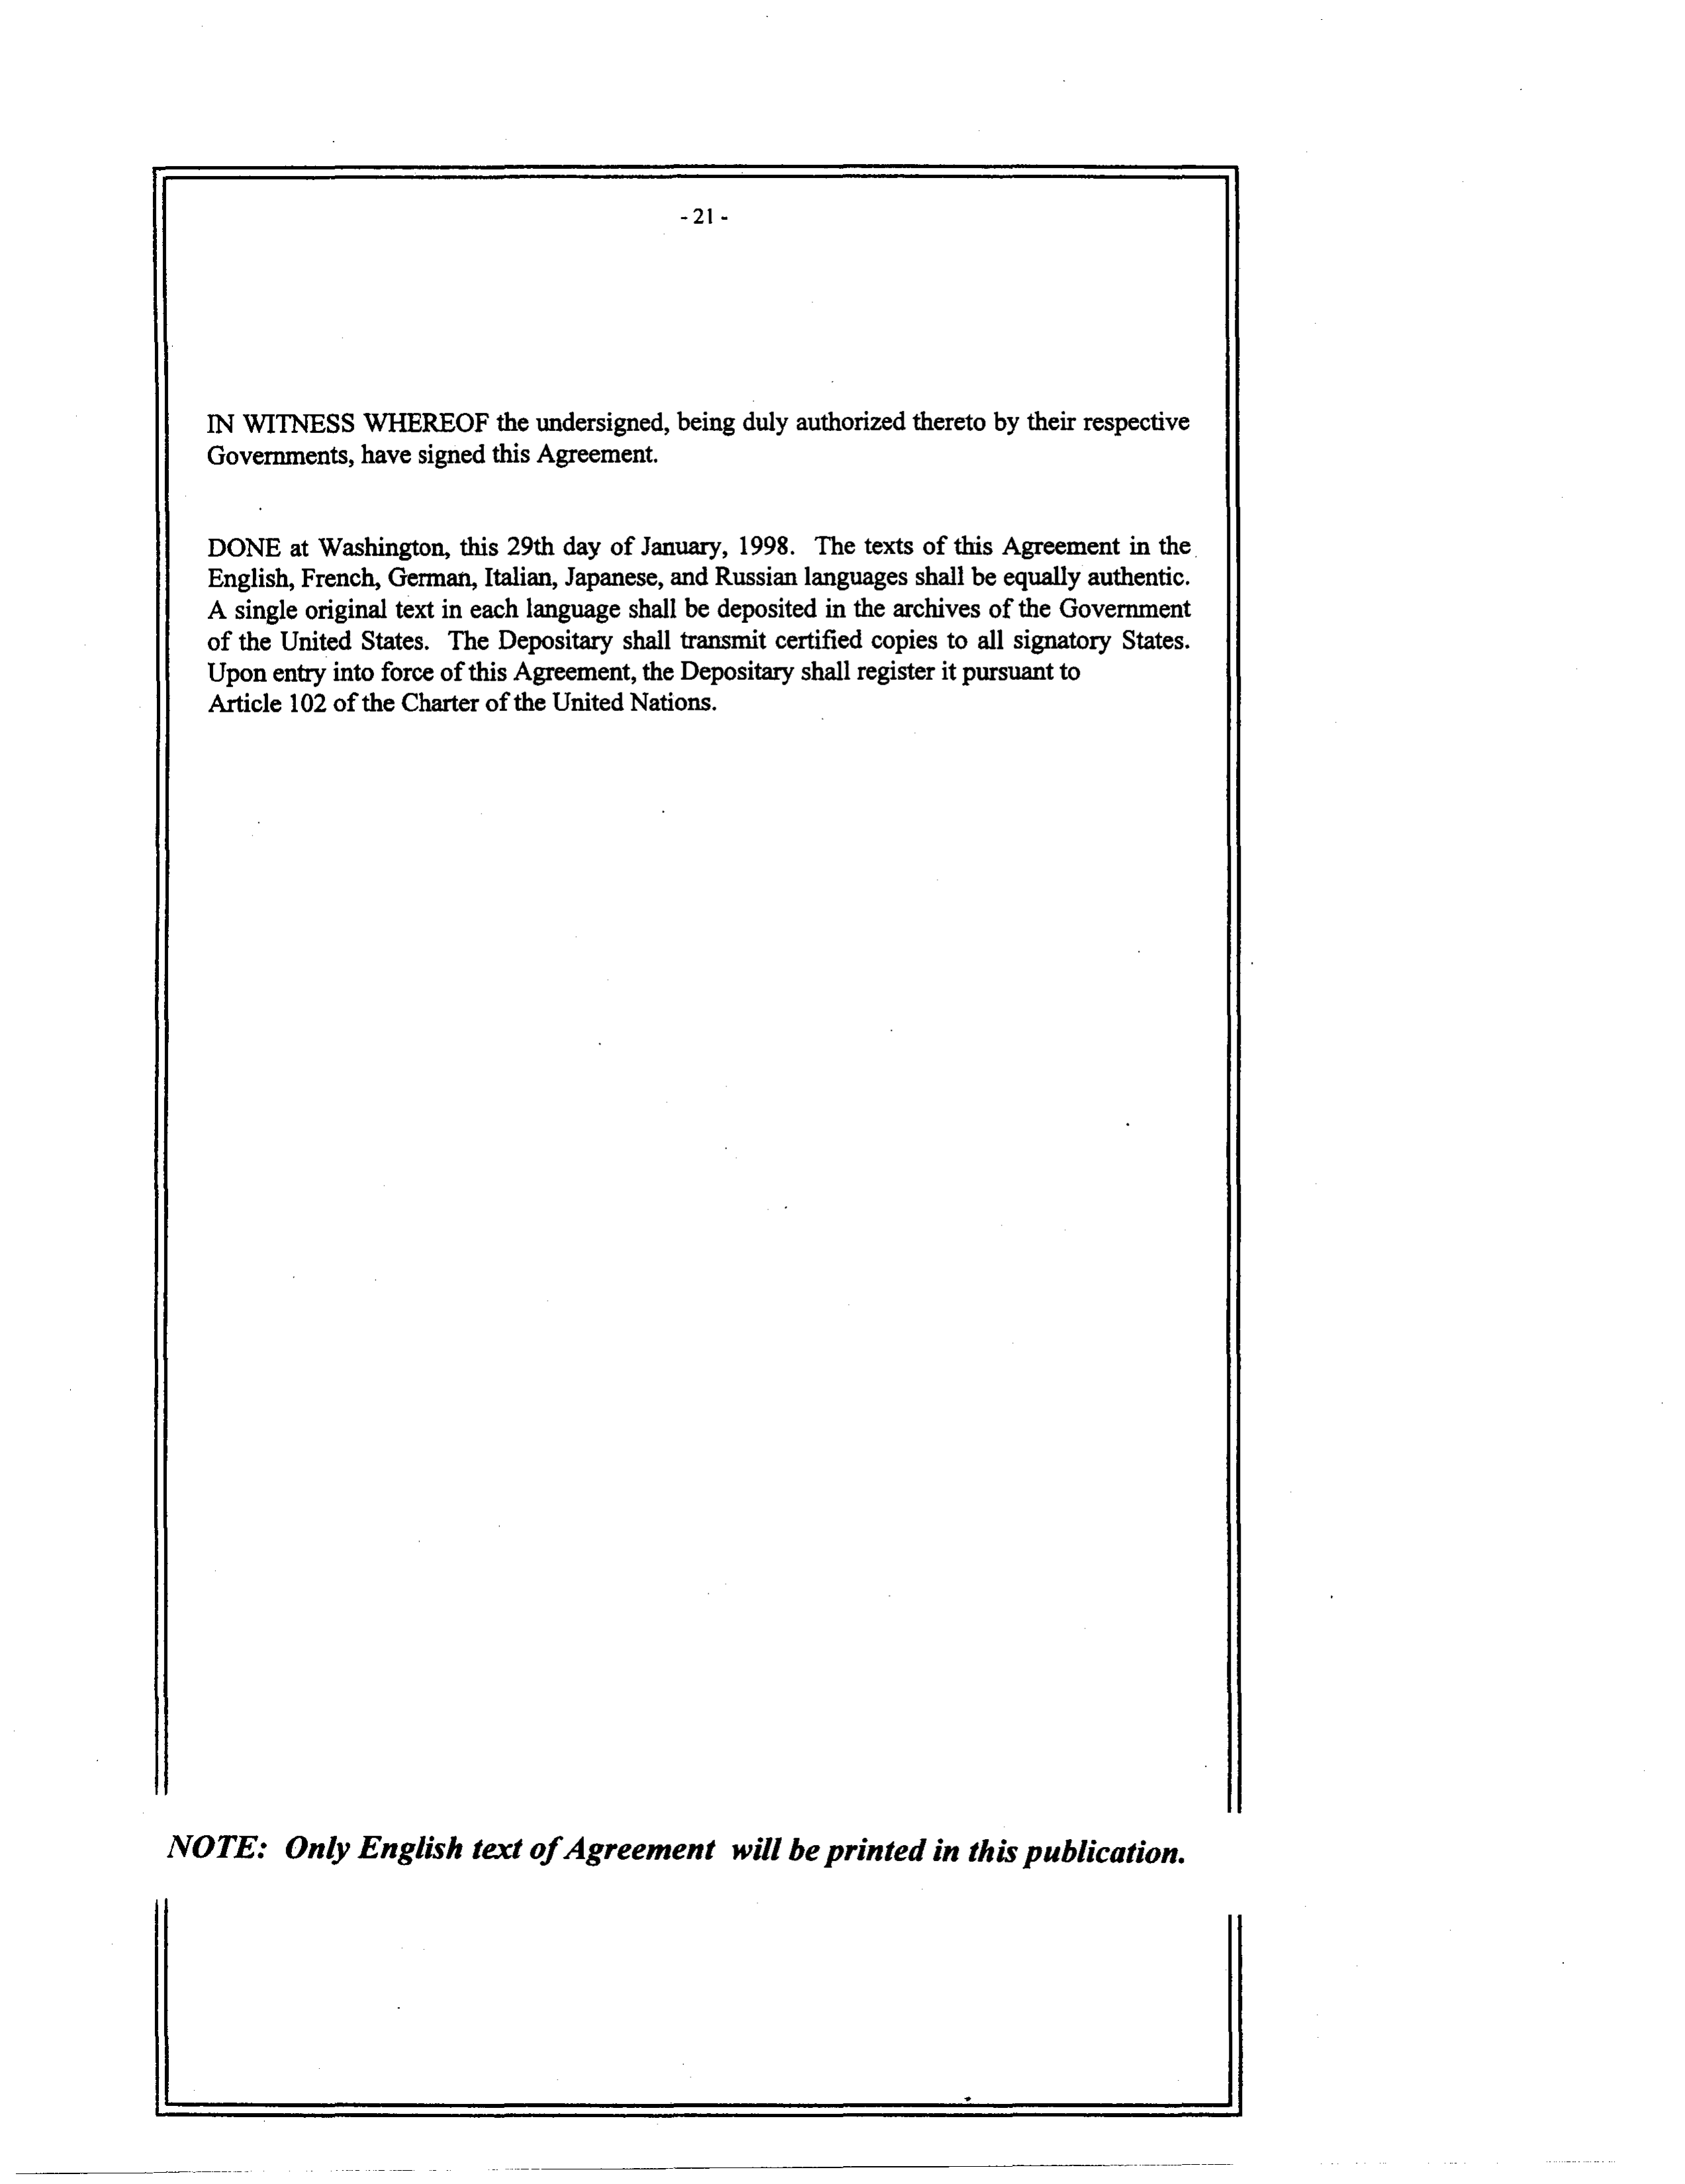 - 21 -
IN WITNESS WHEREOF the undersigned, being duly authorized thereto by their respective
Governments, have signed this Agreement.
DONE at Washington, this 29th day of January, 1998. The texts of this Agreement in the
English, French, German, Italian, Japanese, and Russian languages shall be equally authentic.
A single original text in each language shall be deposited in the archives of the Government
of the United States. The Depositary shall transmit certified copies to all signatory States.
Upon entry into force of this Agreement, the Depositary shall register it pursuant to
Article 102 of the Charter of the United Nations.
NOTE: Only English text of Agreement will be printed in this publication.